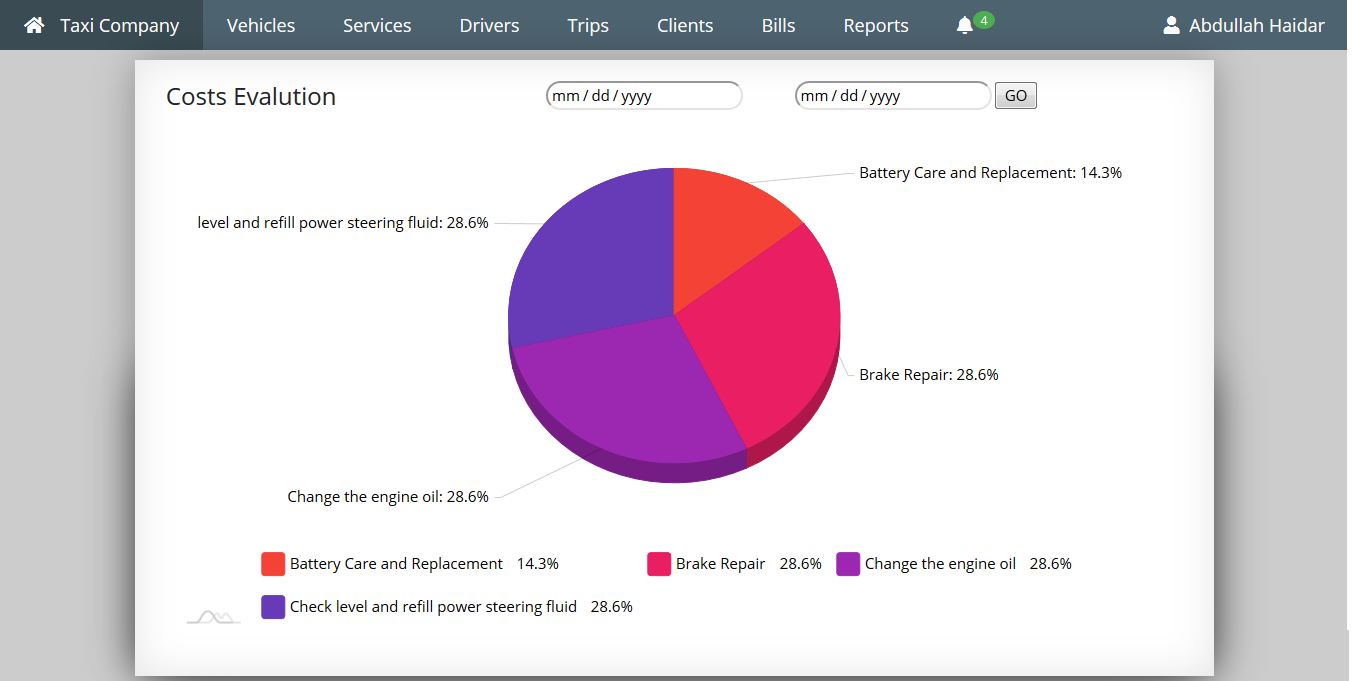 Taxi Company Vehicles Services Drivers Trips Clients Bills Reports 4 Abdullah Haidar
Costs Evalution mm / dd / yyyy mm / dd / yyyy GO
Battery Care and Replacement: 14.3%
level and refill power steering fluid: 28.6%
Brake Repair: 28.6%
Change the engine oil: 28.6%
Battery Care and Replacement 14.3% Brake Repair 28.6% Change the engine oil 28.6%
Check level and refill power steering fluid 28.6%